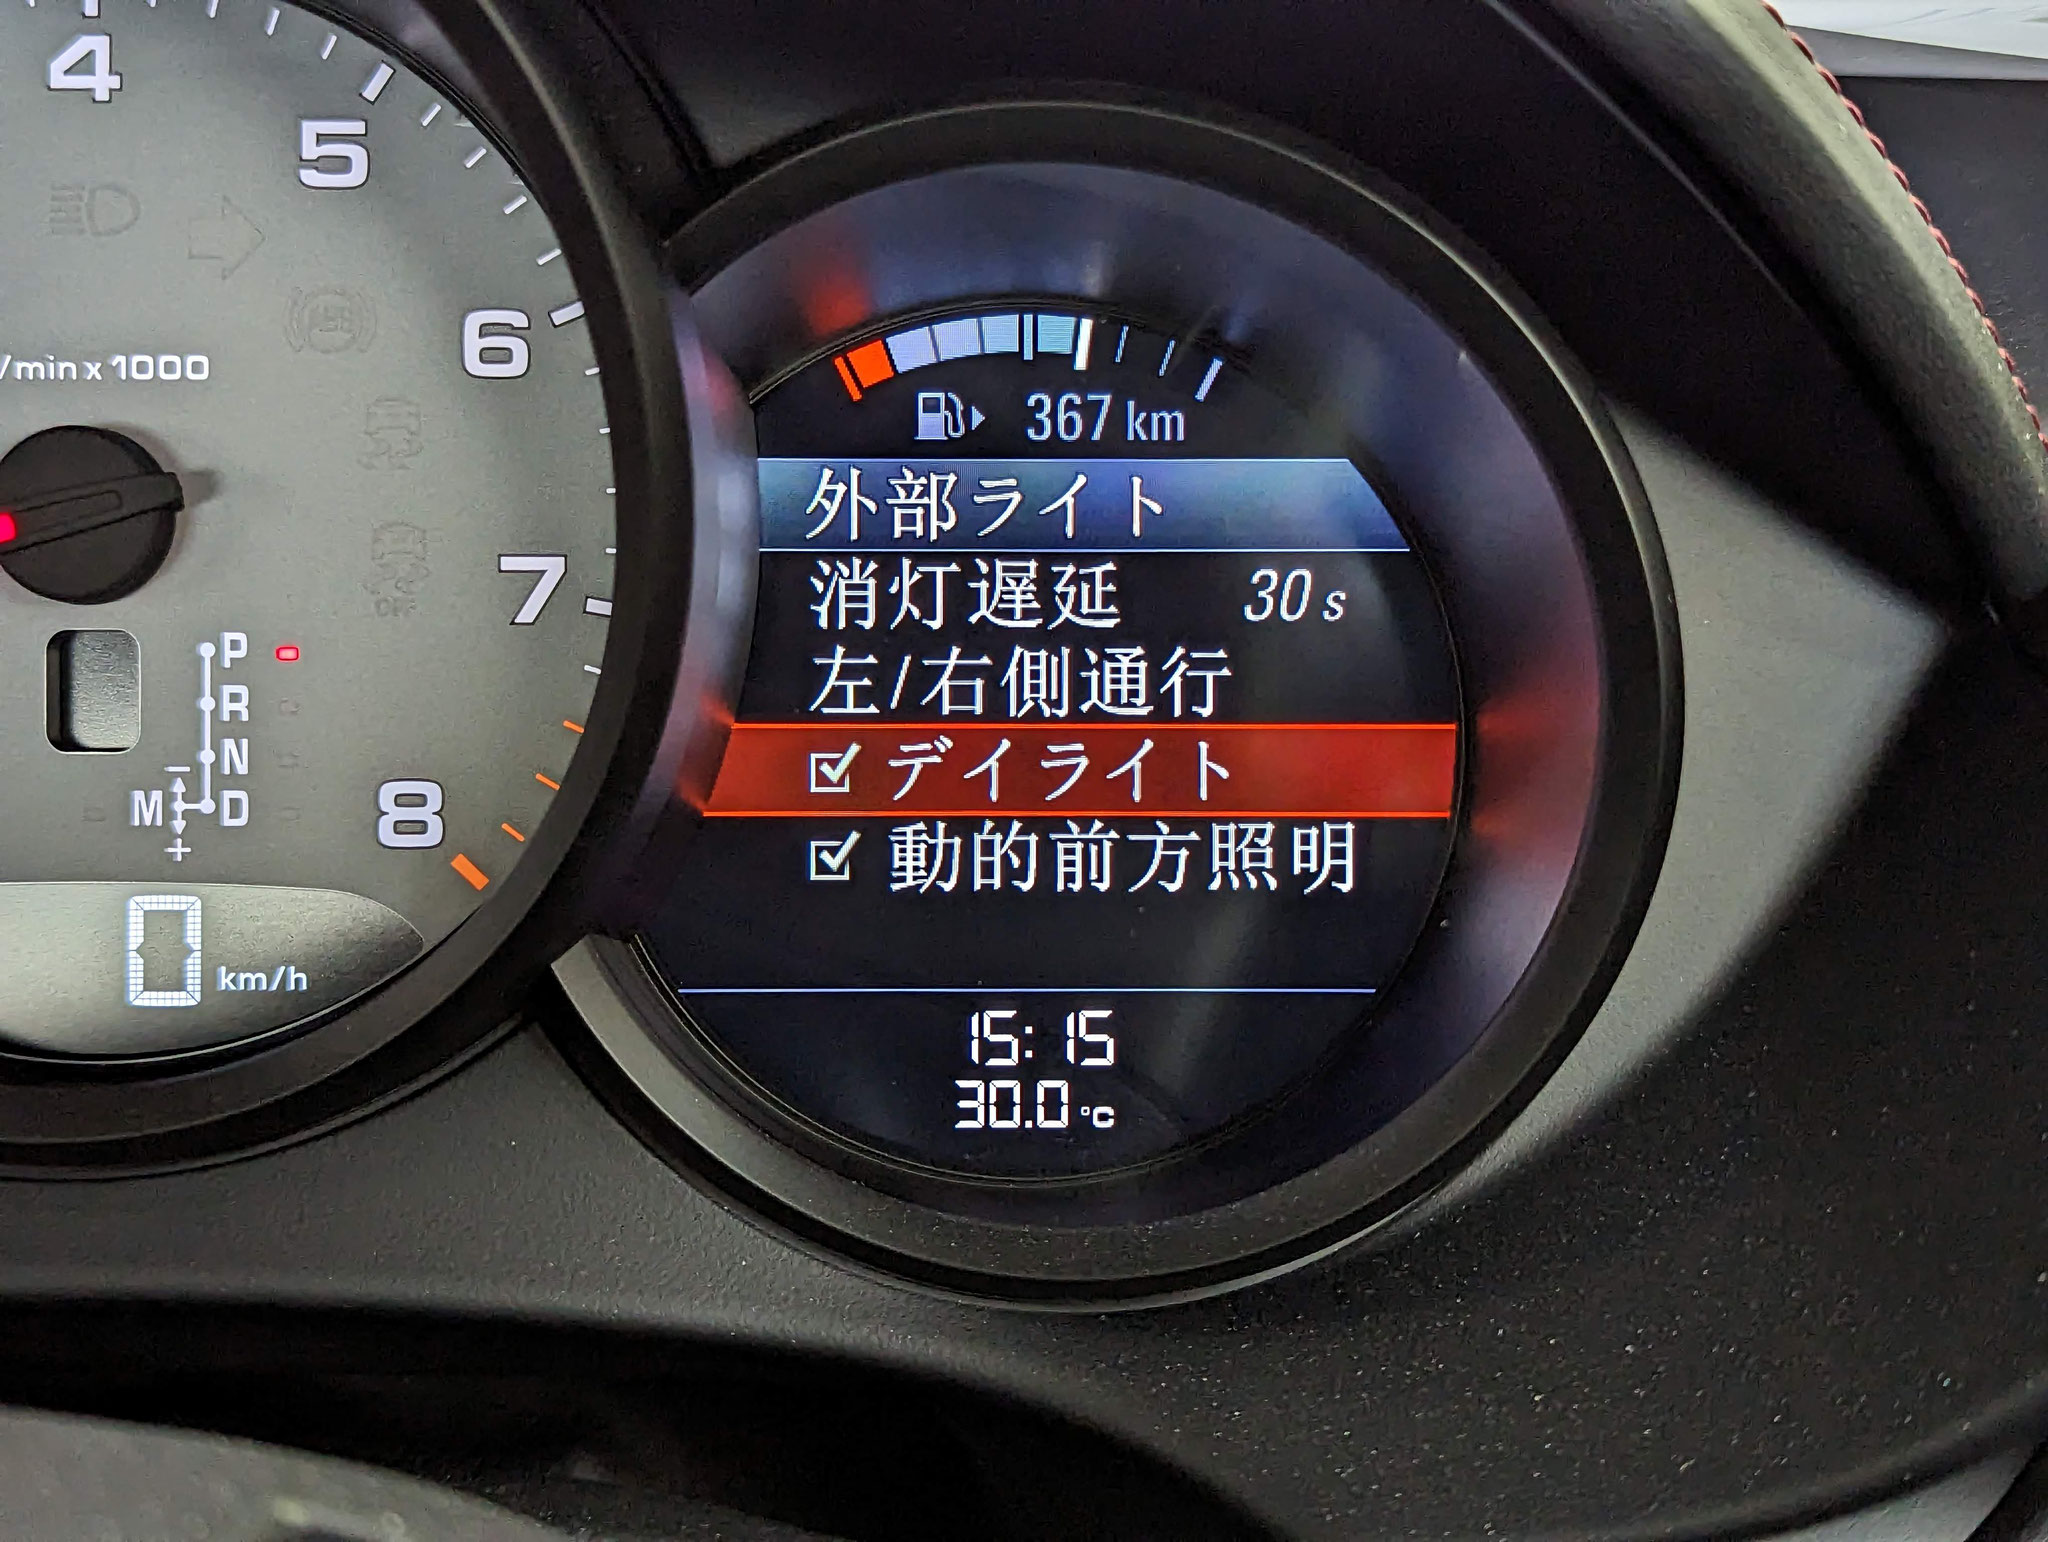 4
5
6
7
8
/min x 1000
P
R
N
M D
+
0 km/h
367 km
外部ライト
消灯遅延 30 s
左/右側通行
デイライト
動的前方照明
15:15
30.0 °C